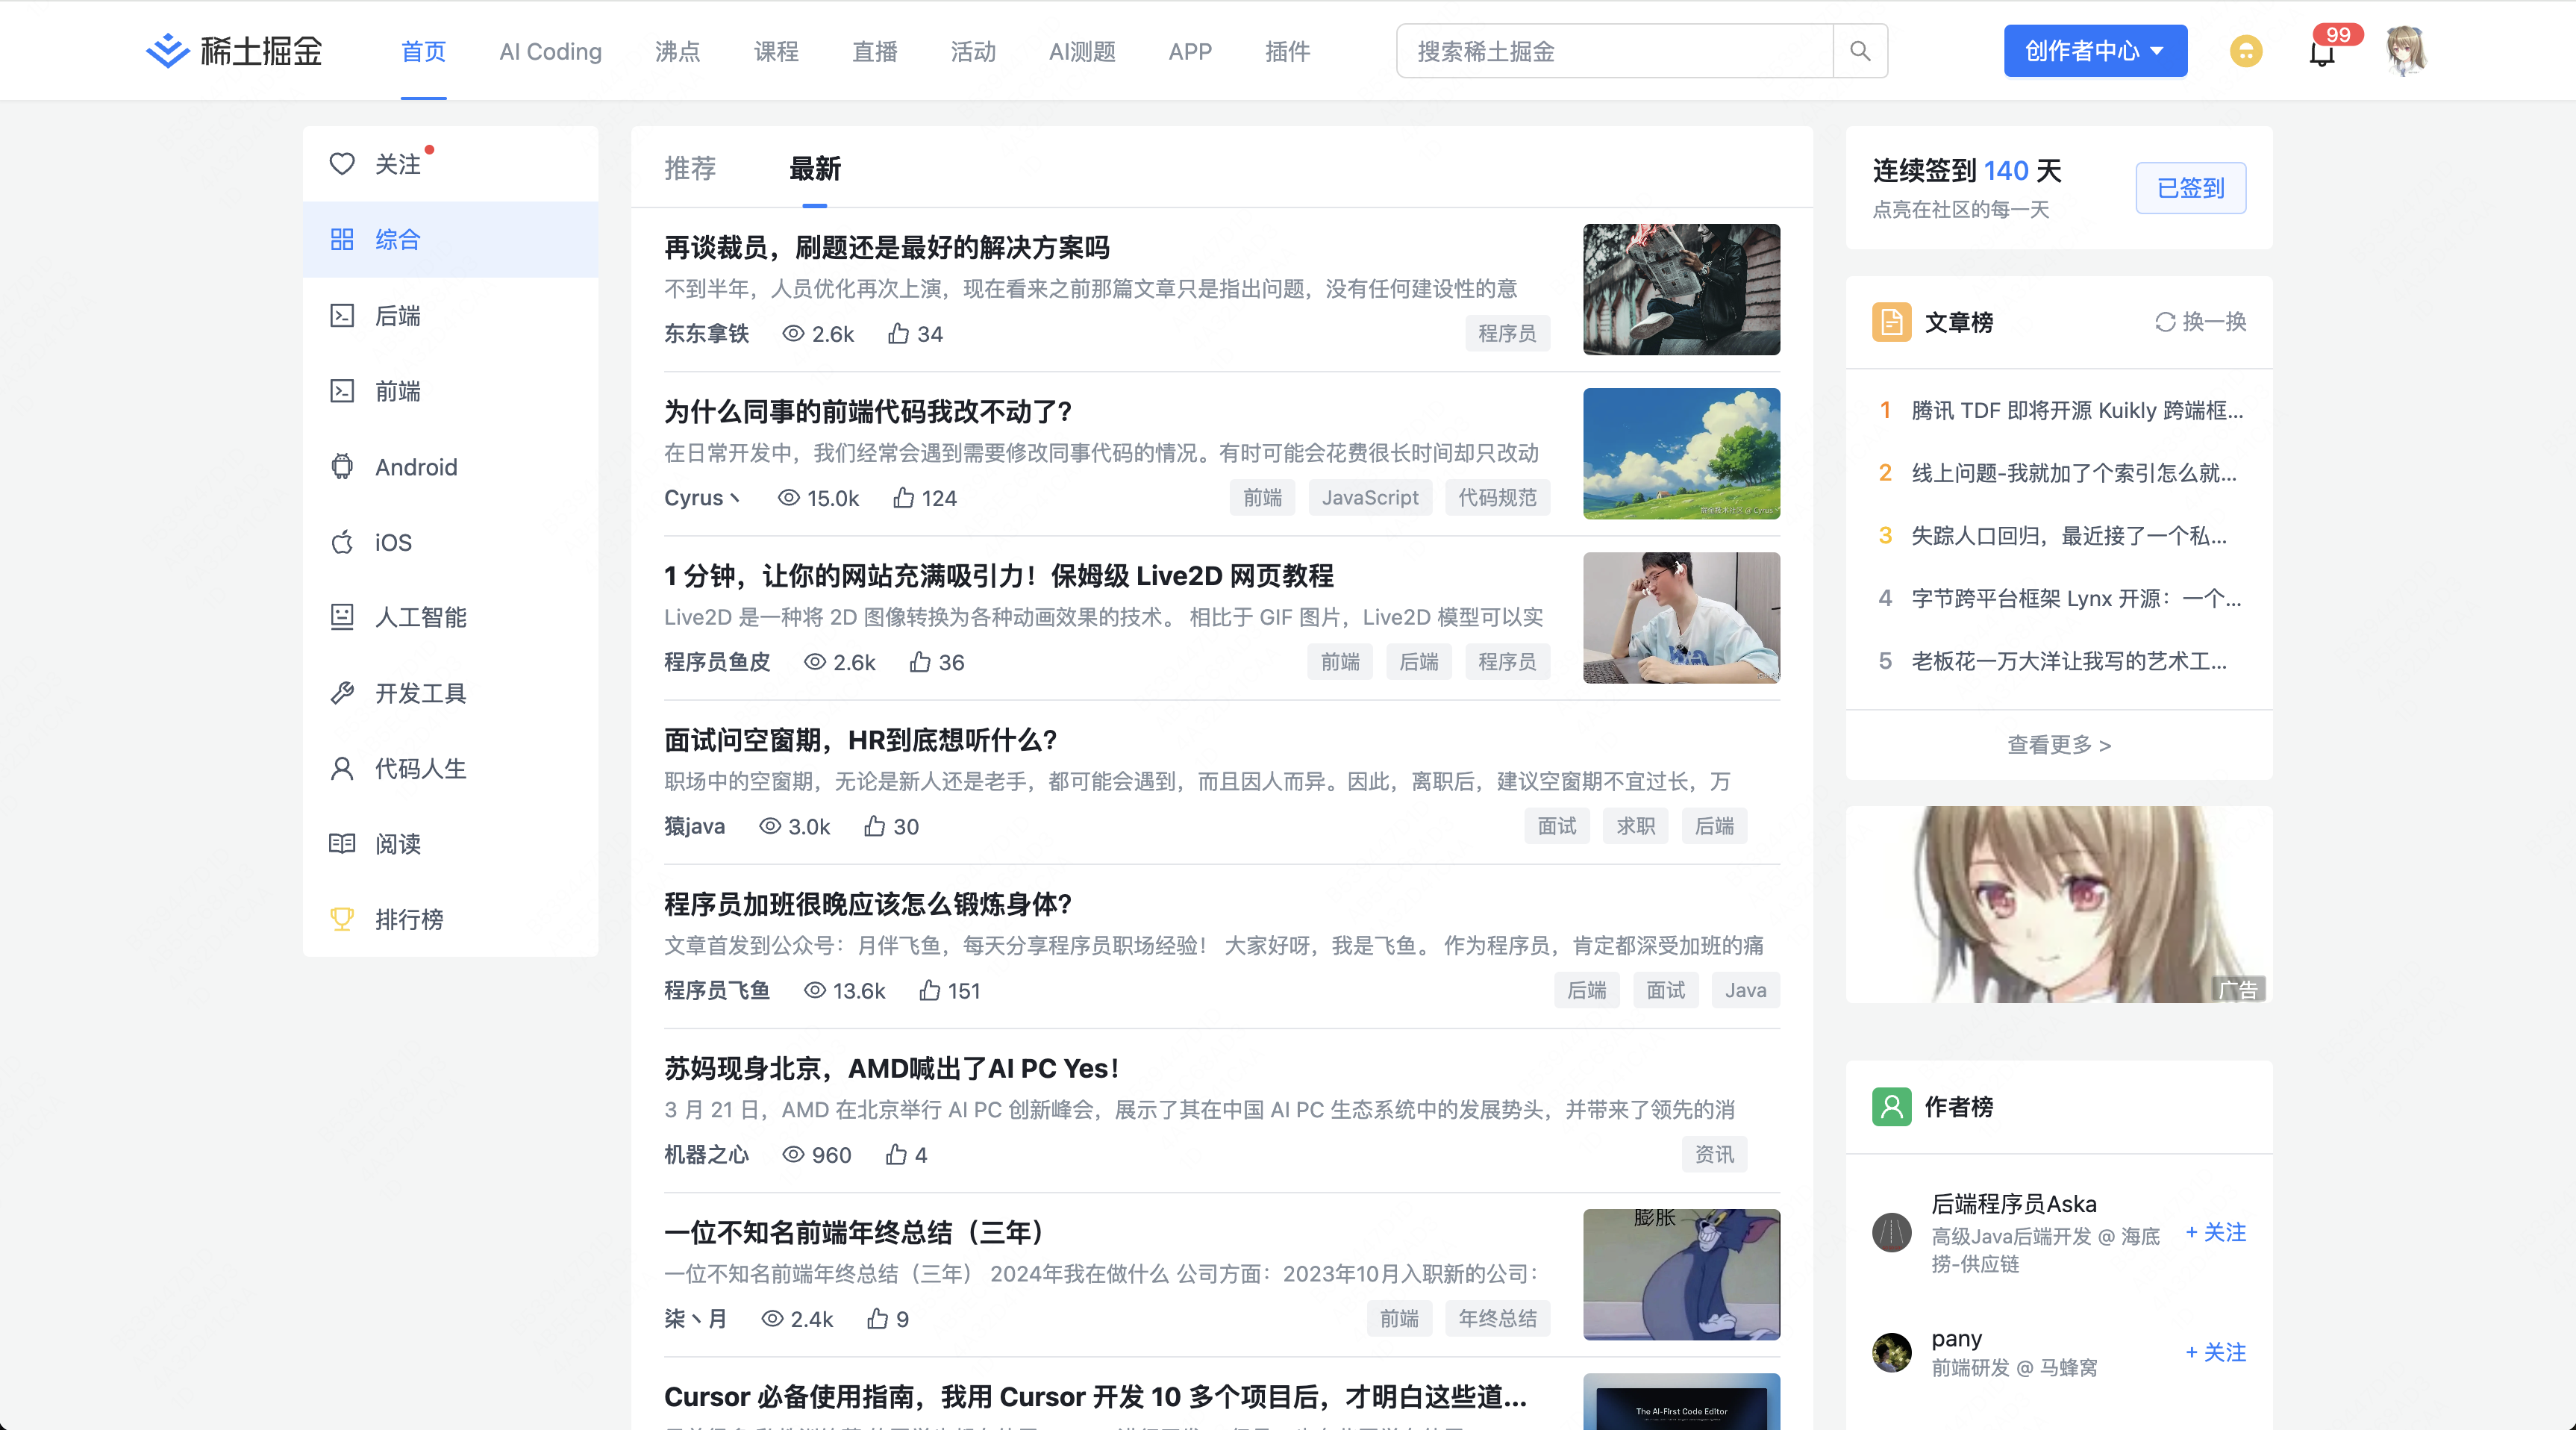 稀土掘金
首页
AI Coding
沸点
课程
直播
活动
AI测题
APP
插件
搜索稀土掘金
创作者中心
99
关注
综合
后端
前端
Android
iOS
人工智能
开发工具
代码人生
阅读
排行榜
推荐
最新
再谈裁员，刷题还是最好的解决方案吗
不到半年，人员优化再次上演，现在看来之前那篇文章只是指出问题，没有任何建设性的意
东东拿铁 2.6k 34 程序员
为什么同事的前端代码我改不动了?
在日常开发中，我们经常会遇到需要修改同事代码的情况。有时可能会花费很长时间却只改动
Cyrus丶 15.0k 124 前端 JavaScript 代码规范
1 分钟，让你的网站充满吸引力！保姆级 Live2D 网页教程
Live2D 是一种将 2D 图像转换为各种动画效果的技术。 相比于 GIF 图片，Live2D 模型可以实
程序员鱼皮 2.6k 36 前端 后端 程序员
面试问空窗期，HR到底想听什么?
职场中的空窗期，无论是新人还是老手，都可能会遇到，而且因人而异。因此，离职后，建议空窗期不宜过长，万
猿java 3.0k 30 面试 求职 后端
程序员加班很晚应该怎么锻炼身体?
文章首发到公众号：月伴飞鱼，每天分享程序员职场经验！ 大家好呀，我是飞鱼。 作为程序员，肯定都深受加班的痛
程序员飞鱼 13.6k 151 后端 面试 Java
苏妈现身北京，AMD喊出了AI PC Yes！
3 月 21 日，AMD 在北京举行 AI PC 创新峰会，展示了其在中国 AI PC 生态系统中的发展势头，并带来了领先的消
机器之心 960 4 资讯
一位不知名前端年终总结（三年）
一位不知名前端年终总结（三年） 2024年我在做什么 公司方面：2023年10月入职新的公司：
柒丶月 2.4k 9 前端 年终总结
膨胀
Cursor 必备使用指南，我用 Cursor 开发 10 多个项目后，才明白这些道...
The AI-First Code Editor
连续签到 140 天
点亮在社区的每一天
已签到
文章榜
换一换
1 腾讯 TDF 即将开源 Kuikly 跨端框...
2 线上问题-我就加了个索引怎么就...
3 失踪人口回归，最近接了一个私...
4 字节跨平台框架 Lynx 开源：一个...
5 老板花一万大洋让我写的艺术工...
查看更多 >
广告
作者榜
后端程序员Aska
高级Java后端开发 @ 海底
捞-供应链
+ 关注
pany
前端研发 @ 马蜂窝
+ 关注